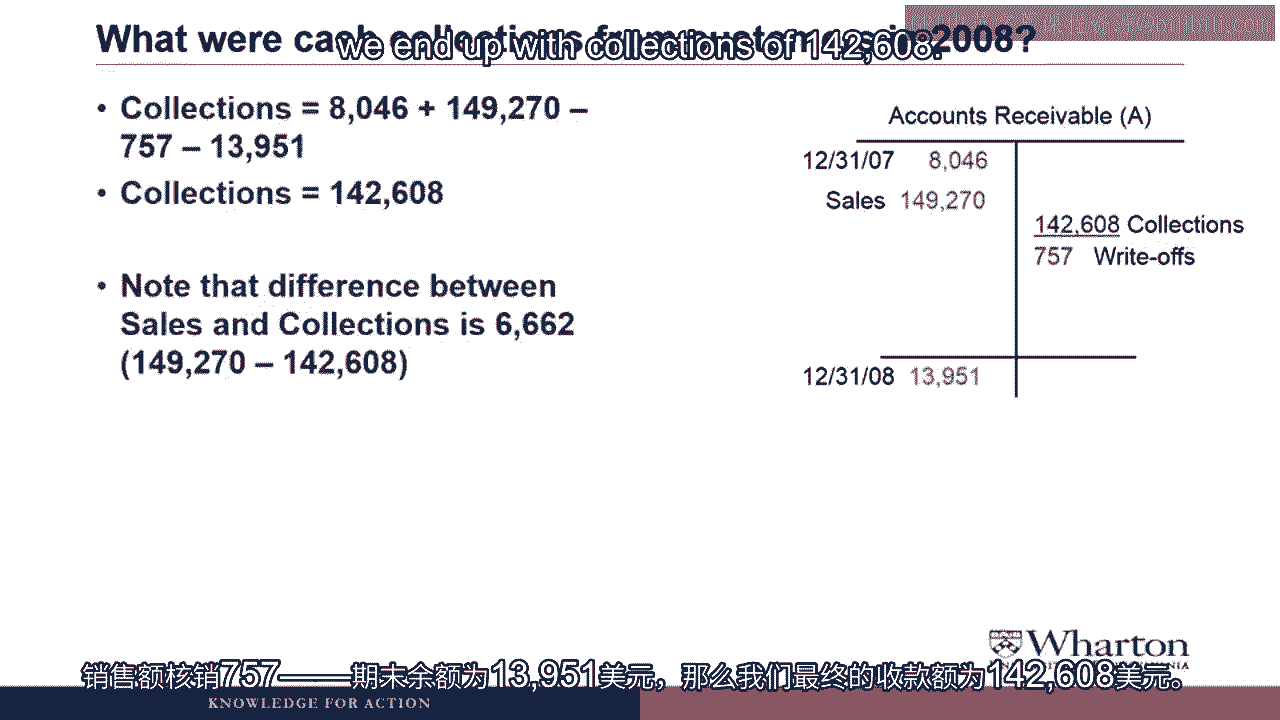 What were cash collections from customers in 2008?
we end up with collections of 142,608.
• Collections = 8,046 + 149,270 –
757 – 13,951
• Collections = 142,608
• Note that difference between
Sales and Collections is 6,662
(149,270 – 142,608)
Accounts Receivable (A)
12/31/07 8,046
Sales 149,270
142,608 Collections
757 Write-offs
12/31/08 13,951
Wharton
销售额核销757——期末余额为13,951美元，那么我们最终的收款额为142,608美元。
KNOWLEDGE FOR ACTION